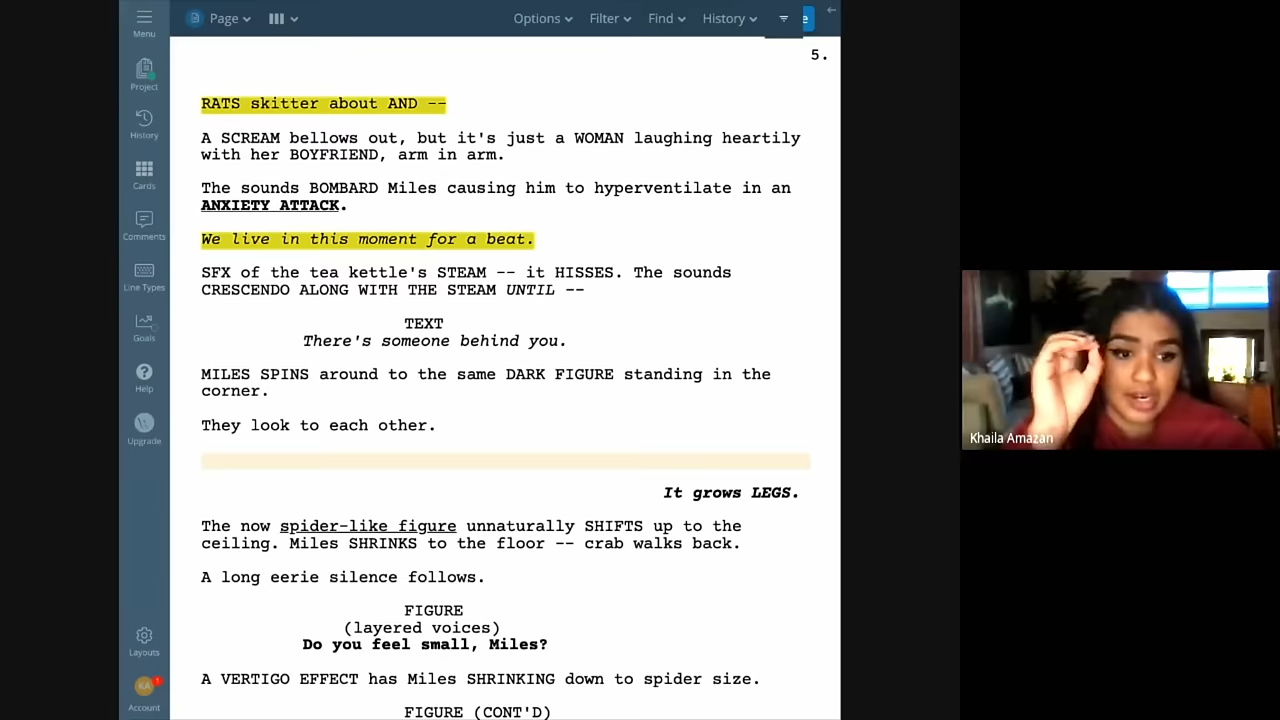 Page
Options
Filter
Find
History
e
Menu
Project
History
Cards
Comments
Line Types
Goals
Help
Upgrade
Layouts
KA
1
Account
5.
RATS skitter about AND --
A SCREAM bellows out, but it's just a WOMAN laughing heartily
with her BOYFRIEND, arm in arm.
The sounds BOMBARD Miles causing him to hyperventilate in an
ANXIETY ATTACK.
We live in this moment for a beat.
SFX of the tea kettle's STEAM -- it HISSES. The sounds
CRESCENDO ALONG WITH THE STEAM UNTIL --
TEXT
There's someone behind you.
MILES SPINS around to the same DARK FIGURE standing in the
corner.
They look to each other.
It grows LEGS.
The now spider-like figure unnaturally SHIFTS up to the
ceiling. Miles SHRINKS to the floor -- crab walks back.
A long eerie silence follows.
FIGURE
(layered voices)
Do you feel small, Miles?
A VERTIGO EFFECT has Miles SHRINKING down to spider size.
FIGURE (CONT'D)
Khaila Amazan